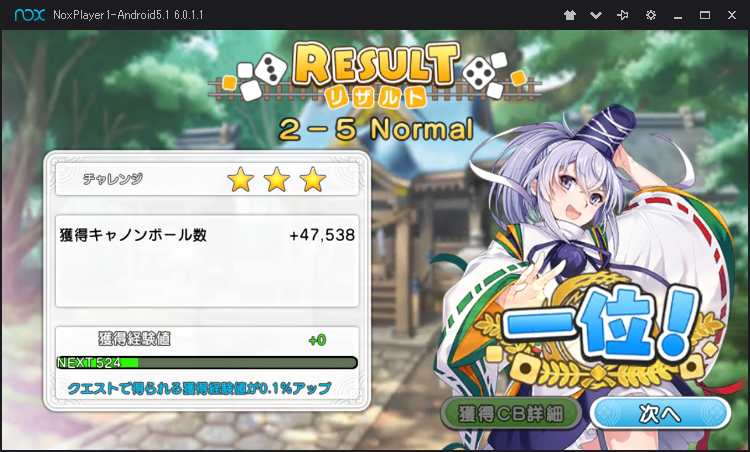 nox NoxPlayer1-Android5.1 6.0.1.1
RESULT
リザルト
2-5 Normal
チャレンジ
獲得キャノンボール数 +47,538
獲得経験値 +0
NEXT 524
クエストで得られる獲得経験値が0.1%アップ
一位!
獲得CB詳細
次へ